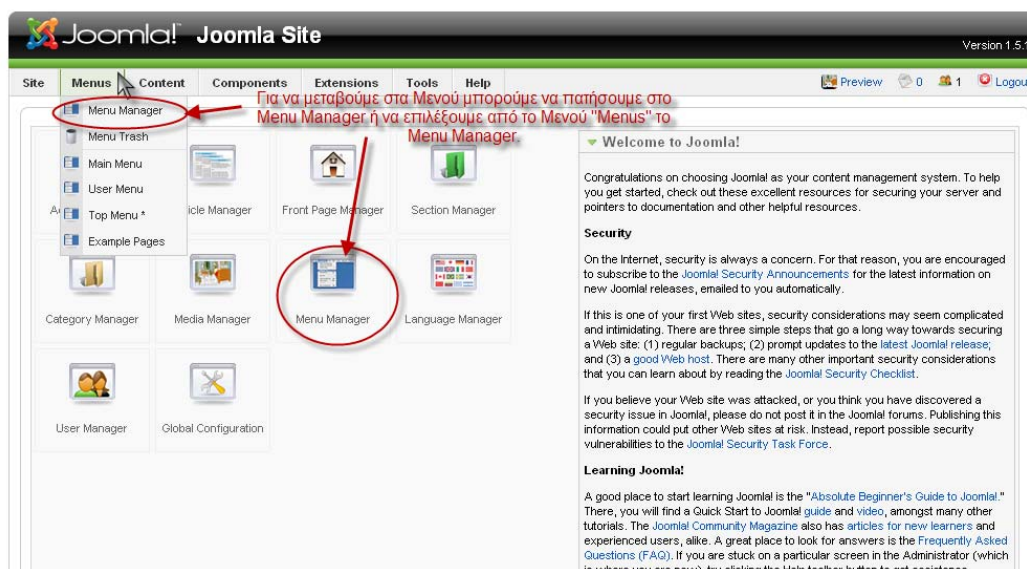 Joomla! Joomla Site
Version 1.5.
Site Menus Content Components Extensions Tools Help
Preview 0 1 Logou
Για να μεταβούμε στα Μενού μπορούμε να πατήσουμε στο
Menu Manager ή να επιλέξουμε από το Μενού "Menus" το
Menu Manager.
Menu Manager
Menu Trash
Main Menu
User Menu
Top Menu *
Example Pages
icle Manager
Front Page Manager
Section Manager
Category Manager
Media Manager
Menu Manager
Language Manager
User Manager
Global Configuration
Welcome to Joomla!
Congratulations on choosing Joomla! as your content management system. To help
you get started, check out these excellent resources for securing your server and
pointers to documentation and other helpful resources.
Security
On the Internet, security is always a concern. For that reason, you are encouraged
to subscribe to the Joomla! Security Announcements for the latest information on
new Joomla! releases, emailed to you automatically.
If this is one of your first Web sites, security considerations may seem complicated
and intimidating. There are three simple steps that go a long way towards securing
a Web site: (1) regular backups; (2) prompt updates to the latest Joomla! release;
and (3) a good Web host. There are many other important security considerations
that you can learn about by reading the Joomla! Security Checklist.
If you believe your Web site was attacked, or you think you have discovered a
security issue in Joomla!, please do not post it in the Joomla! forums. Publishing this
information could put other Web sites at risk. Instead, report possible security
vulnerabilities to the Joomla! Security Task Force.
Learning Joomla!
A good place to start learning Joomla! is the "Absolute Beginner's Guide to Joomla!."
There, you will find a Quick Start to Joomla! guide and video, amongst many other
tutorials. The Joomla! Community Magazine also has articles for new learners and
experienced users, alike. A great place to look for answers is the Frequently Asked
Questions (FAQ). If you are stuck on a particular screen in the Administrator (which